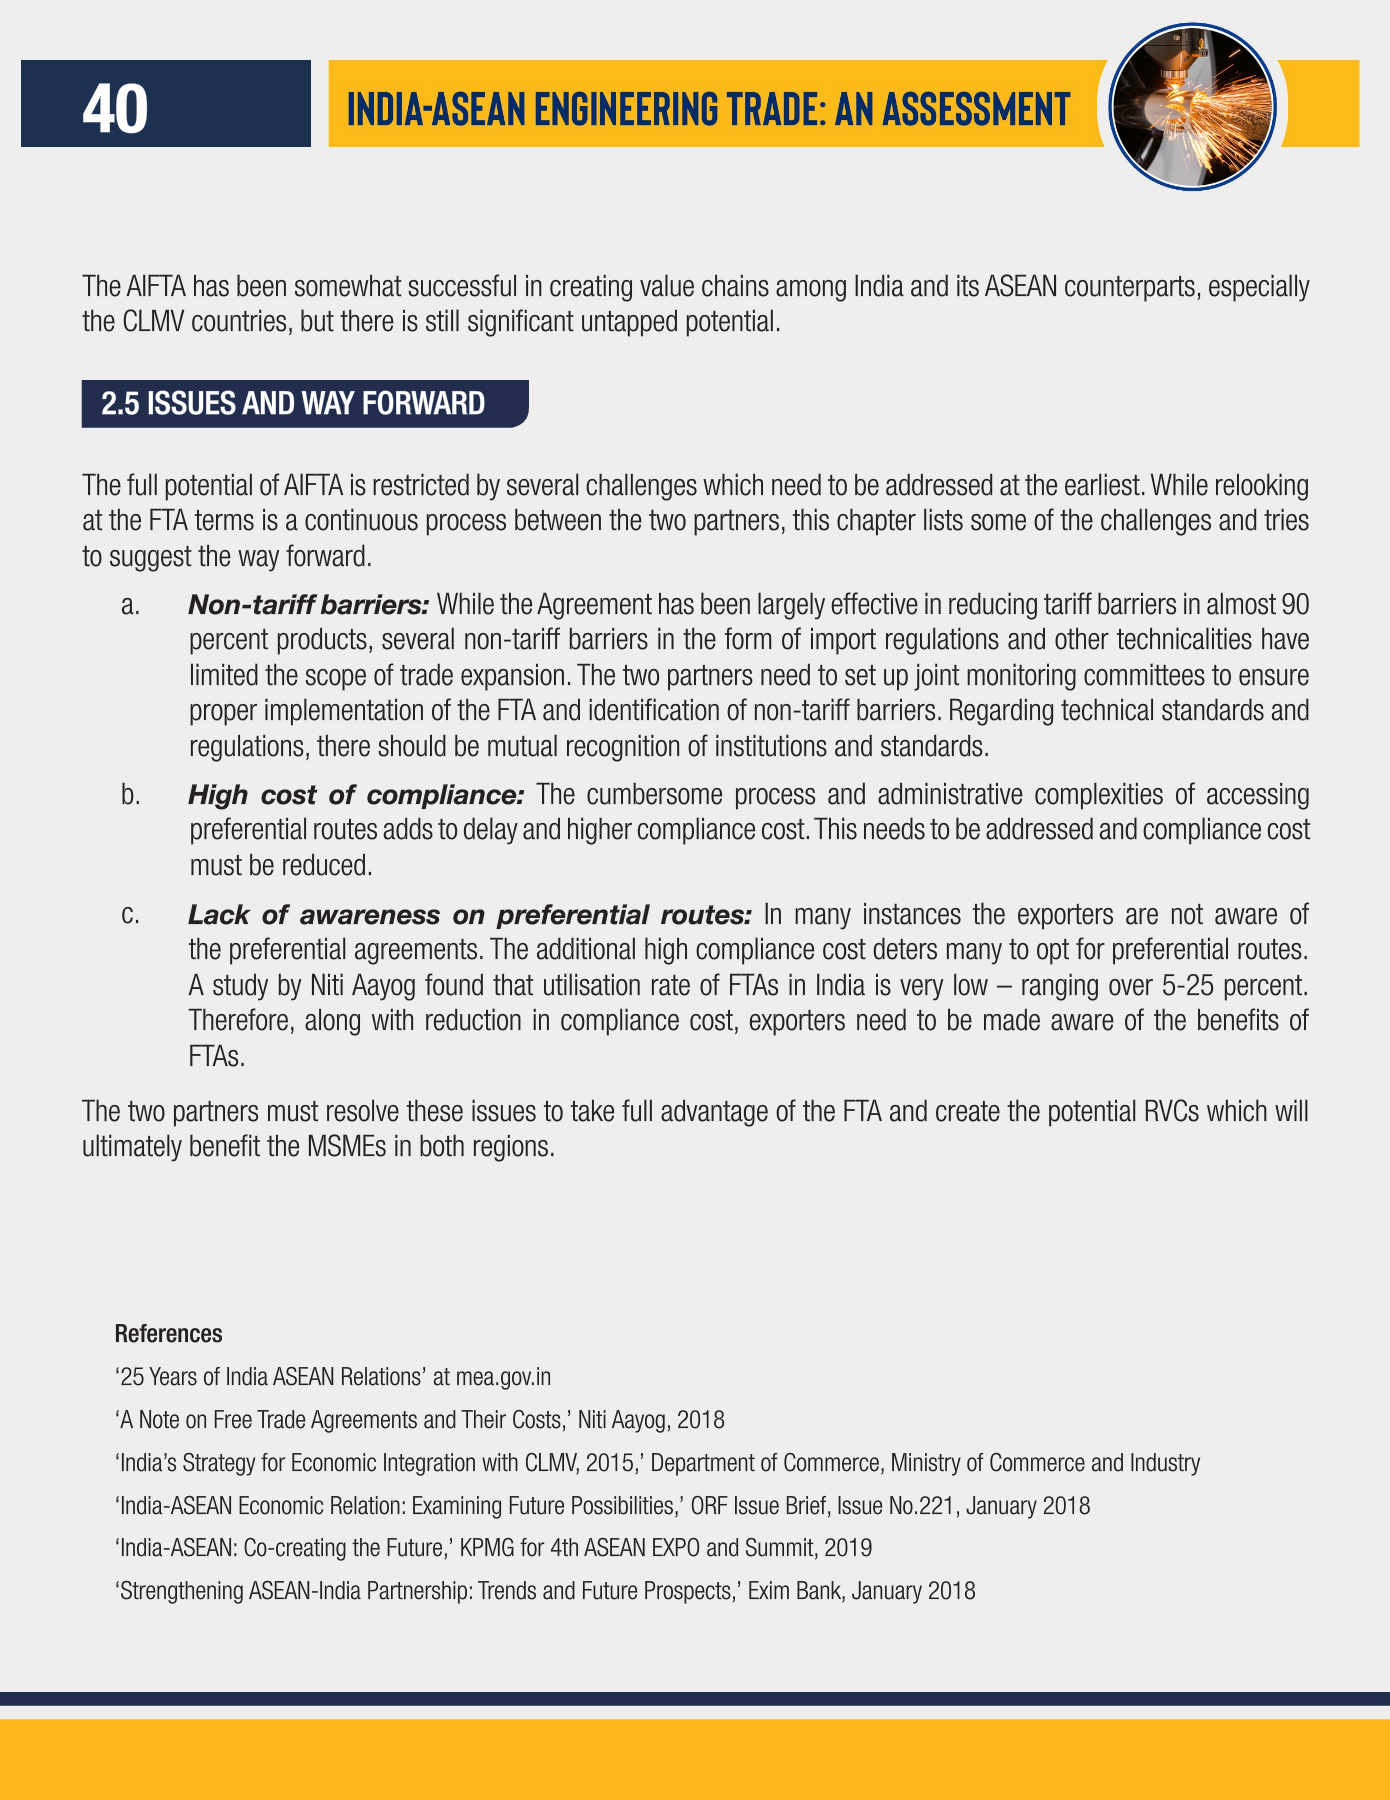 40
INDIA-ASEAN ENGINEERING TRADE: AN ASSESSMENT
The AIFTA has been somewhat successful in creating value chains among India and its ASEAN counterparts, especially
the CLMV countries, but there is still significant untapped potential.
2.5 ISSUES AND WAY FORWARD
The full potential of AIFTA is restricted by several challenges which need to be addressed at the earliest. While relooking
at the FTA terms is a continuous process between the two partners, this chapter lists some of the challenges and tries
to suggest the way forward.
a. Non-tariff barriers: While the Agreement has been largely effective in reducing tariff barriers in almost 90
percent products, several non-tariff barriers in the form of import regulations and other technicalities have
limited the scope of trade expansion. The two partners need to set up joint monitoring committees to ensure
proper implementation of the FTA and identification of non-tariff barriers. Regarding technical standards and
regulations, there should be mutual recognition of institutions and standards.
b. High cost of compliance: The cumbersome process and administrative complexities of accessing
preferential routes adds to delay and higher compliance cost. This needs to be addressed and compliance cost
must be reduced.
c. Lack of awareness on preferential routes: In many instances the exporters are not aware of
the preferential agreements. The additional high compliance cost deters many to opt for preferential routes.
A study by Niti Aayog found that utilisation rate of FTAs in India is very low – ranging over 5-25 percent.
Therefore, along with reduction in compliance cost, exporters need to be made aware of the benefits of
FTAs.
The two partners must resolve these issues to take full advantage of the FTA and create the potential RVCs which will
ultimately benefit the MSMEs in both regions.
References
‘25 Years of India ASEAN Relations’ at mea.gov.in
‘A Note on Free Trade Agreements and Their Costs,’ Niti Aayog, 2018
‘India’s Strategy for Economic Integration with CLMV, 2015,’ Department of Commerce, Ministry of Commerce and Industry
‘India-ASEAN Economic Relation: Examining Future Possibilities,’ ORF Issue Brief, Issue No.221, January 2018
‘India-ASEAN: Co-creating the Future,’ KPMG for 4th ASEAN EXPO and Summit, 2019
‘Strengthening ASEAN-India Partnership: Trends and Future Prospects,’ Exim Bank, January 2018